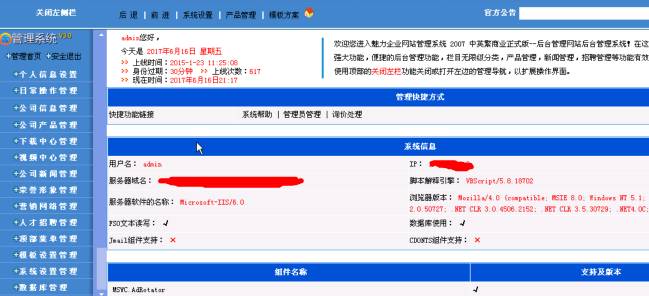 关闭左侧栏
后 退 | 前 进 | 系统设置 | 产品管理 | 模板方案
官方公告
管理系统 V3.0
+管理首页 +安全退出
+个人信息设置
+日常操作管理
+公司信息管理
+公司产品管理
+下载中心管理
+视频中心管理
+公司新闻管理
+荣誉形象管理
+营销网络管理
+人才招聘管理
+顶部菜单管理
+模板设置管理
+系统设置管理
+数据库管理
admin您好，
今天是 2017年6月16日 星期五
>> 上线时间：2015-1-23 11:25:08
>> 身份过期：30分钟 >> 上线次数：617
>> 现在时间：2017年6月16日21:17
欢迎您进入魅力企业网站管理系统 2007 中英繁商业正式版--后台管理网站后台管理系统！在这
强大功能，便捷的后台管理功能，栏目无限级分类，产品管理，新闻管理，招聘管理等功能有效
使用顶部的关闭左栏功能关闭或打开左边的管理导航，以扩展操作界面。
管理快捷方式
快捷功能链接
系统帮助 | 管理员管理 | 询价处理
系统信息
用户名： admin
IP：
服务器域名：
脚本解释引擎： VBScript/5.8.18702
服务器软件的名称： Microsoft-IIS/6.0
浏览器版本： Mozilla/4.0 (compatible; MSIE 8.0; Windows NT 5.1;
2.0.50727; .NET CLR 3.0.4506.2152; .NET CLR 3.5.30729; .NET4.0C;
FSO文本读写： √
数据库使用： √
Jmail组件支持： ×
CDONTS组件支持： ×
组件名称
支持及版本
MSWC.AdRotator
√